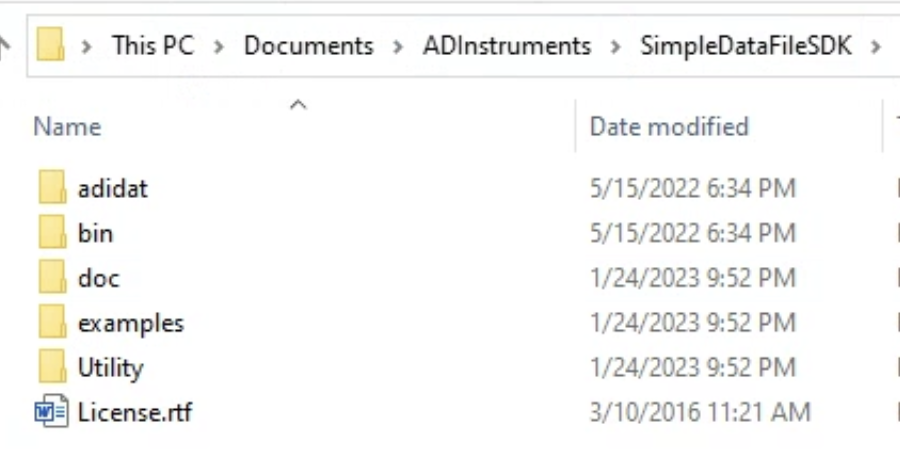 This PC > Documents > ADInstruments > SimpleDataFileSDK >
Name Date modified
adidat 5/15/2022 6:34 PM
bin 5/15/2022 6:34 PM
doc 1/24/2023 9:52 PM
examples 1/24/2023 9:52 PM
Utility 1/24/2023 9:52 PM
License.rtf 3/10/2016 11:21 AM